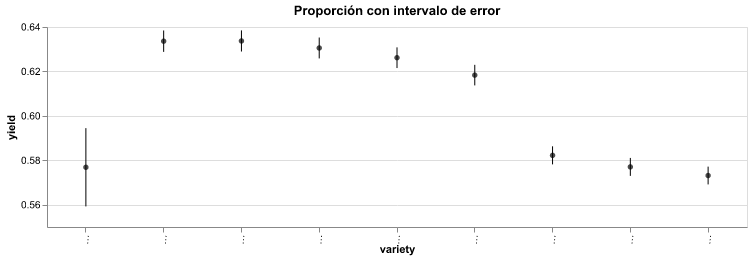 Proporción con intervalo de error
0.64
0.62
0.60
0.58
0.56
yield
... ... ... ... ... ... ... ... ...
variety